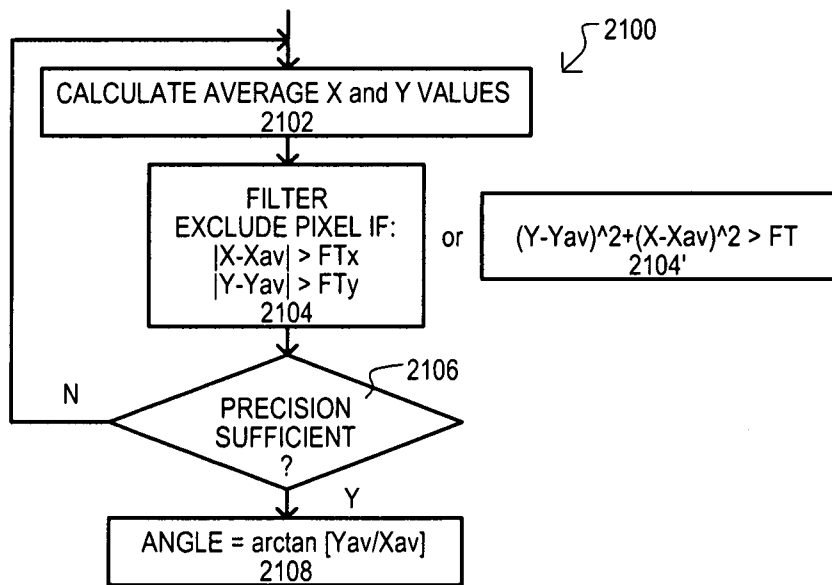 2100
CALCULATE AVERAGE X and Y VALUES
2102
FILTER
EXCLUDE PIXEL IF:
|X-Xav| > FTx
|Y-Yav| > FTy
2104
or
(Y-Yav)^2+(X-Xav)^2 > FT
2104'
2106
N
PRECISION
SUFFICIENT
?
Y
ANGLE = arctan [Yav/Xav]
2108